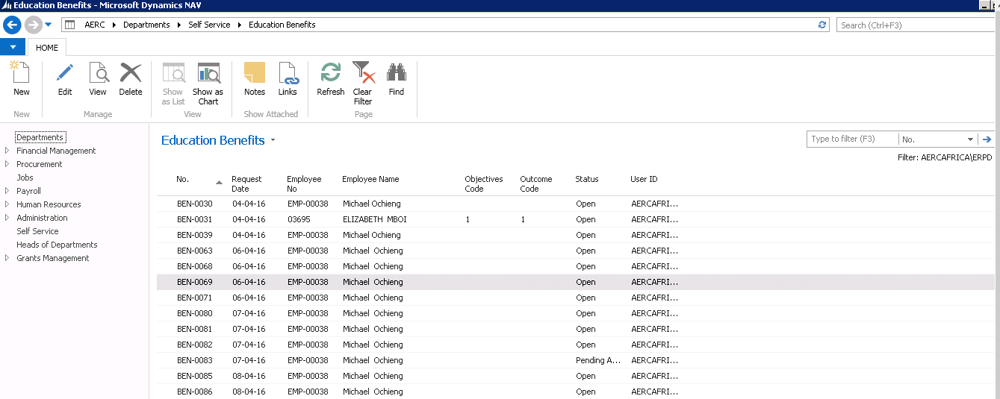 Education Benefits - Microsoft Dynamics NAV
AERC Departments Self Service Education Benefits
Search (Ctrl+F3)
HOME
New
Edit View Delete
Show as List Show as Chart
Notes Links
Refresh Clear Filter Find
New Manage View Show Attached Page
Departments
Financial Management
Procurement
Jobs
Payroll
Human Resources
Administration
Self Service
Heads of Departments
Grants Management
Education Benefits
Type to filter (F3) No.
Filter: AERCAFRICA\ERPD
No. Request Date Employee No Employee Name Objectives Code Outcome Code Status User ID
BEN-0030 04-04-16 EMP-00038 Michael Ochieng Open AERCAFRI...
BEN-0031 04-04-16 03695 ELIZABETH MBOI 1 1 Open AERCAFRI...
BEN-0039 04-04-16 EMP-00038 Michael Ochieng Open AERCAFRI...
BEN-0063 06-04-16 EMP-00038 Michael Ochieng Open AERCAFRI...
BEN-0068 06-04-16 EMP-00038 Michael Ochieng Open AERCAFRI...
BEN-0069 06-04-16 EMP-00038 Michael Ochieng Open AERCAFRI...
BEN-0071 06-04-16 EMP-00038 Michael Ochieng Open AERCAFRI...
BEN-0080 07-04-16 EMP-00038 Michael Ochieng Open AERCAFRI...
BEN-0081 07-04-16 EMP-00038 Michael Ochieng Open AERCAFRI...
BEN-0082 07-04-16 EMP-00038 Michael Ochieng Open AERCAFRI...
BEN-0083 07-04-16 EMP-00038 Michael Ochieng Pending A... AERCAFRI...
BEN-0085 08-04-16 EMP-00038 Michael Ochieng Open AERCAFRI...
BEN-0086 08-04-16 EMP-00038 Michael Ochieng Open AERCAFRI...